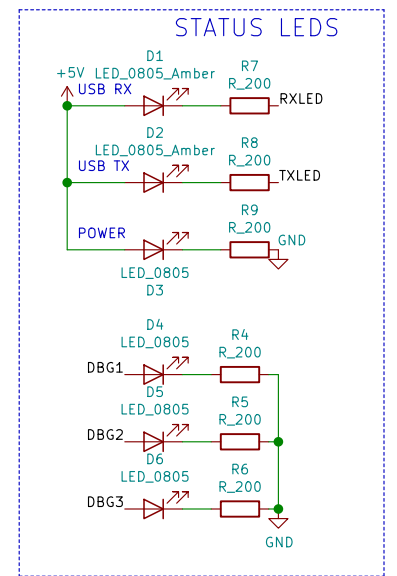 STATUS LEDS
D1
LED_0805_Amber
R7
R_200
+5V
USB RX
RXLED
D2
LED_0805_Amber
R8
R_200
USB TX
TXLED
R9
R_200
POWER
GND
LED_0805
D3
D4
LED_0805
R4
R_200
DBG1
D5
LED_0805
R5
R_200
DBG2
D6
LED_0805
R6
R_200
DBG3
GND